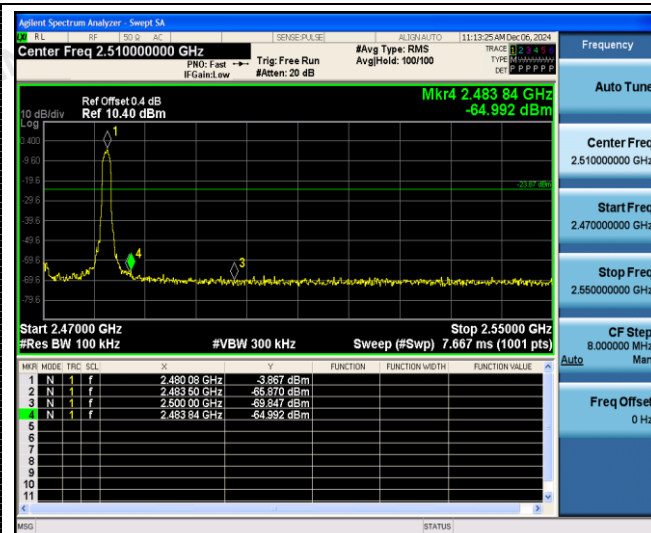 Agilent Spectrum Analyzer - Swept SA
RL RF 50 Ω AC SENSE:PULSE ALIGN AUTO 11:13:25 AM Dec 06, 2024
Center Freq 2.510000000 GHz
PNO: Fast
IFGain:Low
Trig: Free Run
#Atten: 20 dB
#Avg Type: RMS
Avg|Hold: 100/100
TRACE 1 2 3 4 5 6
TYPE M
DET P P P P P P
Mkr4 2.483 84 GHz
-64.992 dBm
Ref Offset 0.4 dB
10 dB/div Ref 10.40 dBm
Log
0.400
-9.60
-19.6
-29.6
-39.6
-49.6
-59.6
-69.6
-79.6
1
4
3
-23.87 dBm
Start 2.47000 GHz Stop 2.55000 GHz
#Res BW 100 kHz #VBW 300 kHz Sweep (#Swp) 7.667 ms (1001 pts)
MKR MODE TRC SCL X Y FUNCTION FUNCTION WIDTH FUNCTION VALUE
1 N 1 f 2.480 08 GHz -3.867 dBm
2 N 1 f 2.483 50 GHz -65.870 dBm
3 N 1 f 2.500 00 GHz -69.847 dBm
4 N 1 f 2.483 84 GHz -64.992 dBm
5
6
7
8
9
10
11
MSG STATUS
Frequency
Auto Tune
Center Freq
2.510000000 GHz
Start Freq
2.470000000 GHz
Stop Freq
2.550000000 GHz
CF Step
8.000000 MHz
Auto Man
Freq Offset
0 Hz